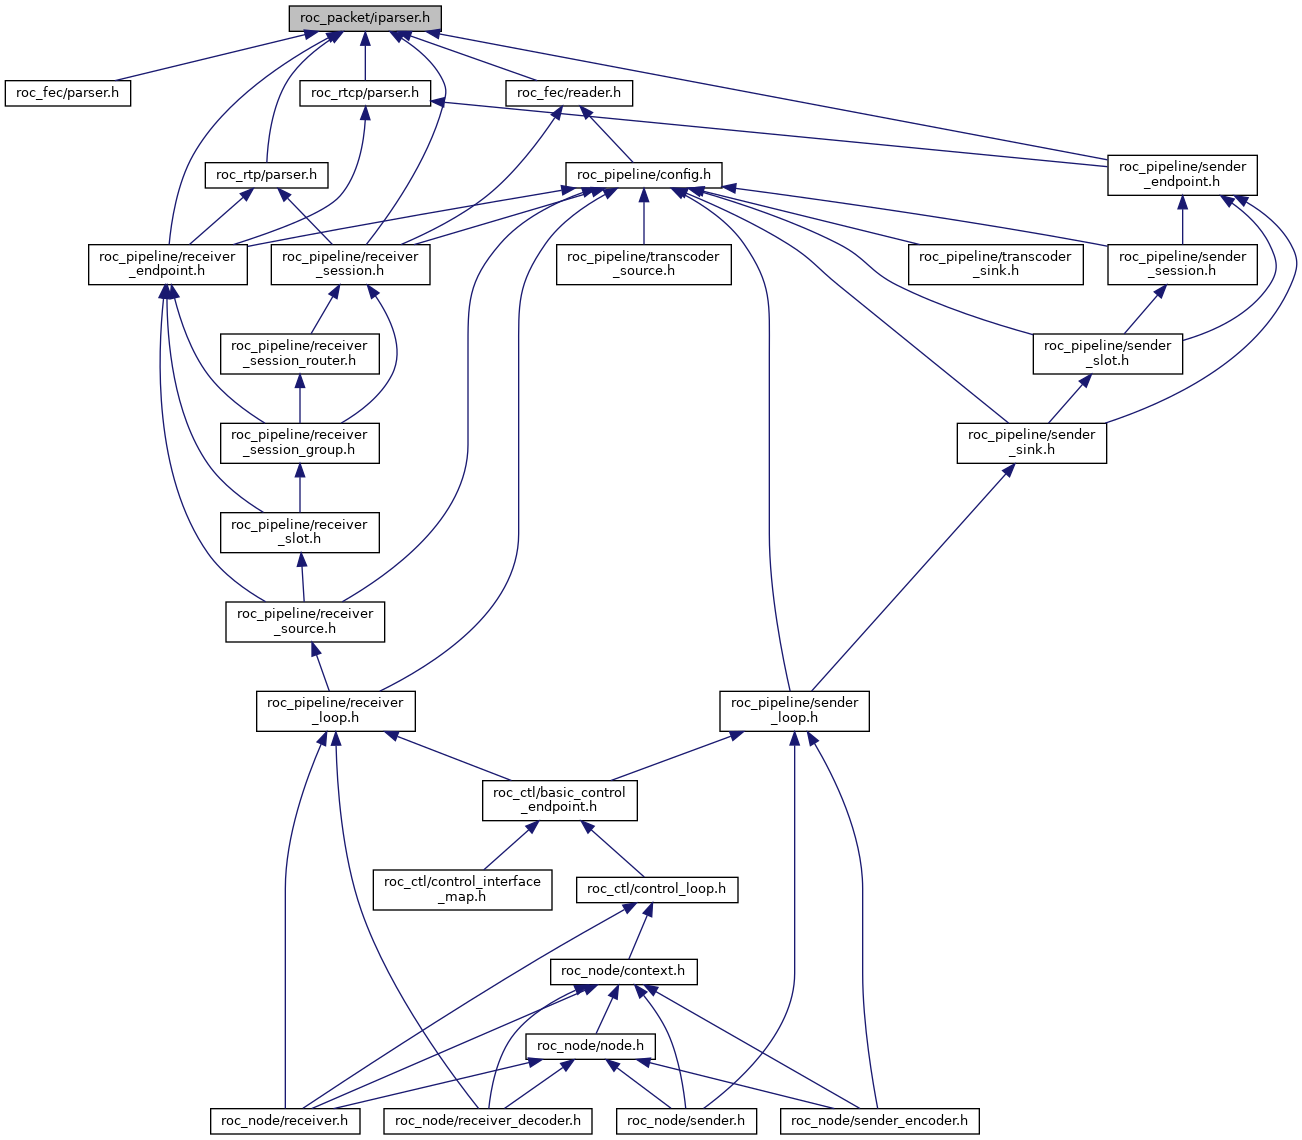 roc_packet/iparser.h
roc_fec/parser.h
roc_rtcp/parser.h
roc_fec/reader.h
roc_rtp/parser.h
roc_pipeline/config.h
roc_pipeline/sender
_endpoint.h
roc_pipeline/receiver
_endpoint.h
roc_pipeline/receiver
_session.h
roc_pipeline/transcoder
_source.h
roc_pipeline/transcoder
_sink.h
roc_pipeline/sender
_session.h
roc_pipeline/receiver
_session_router.h
roc_pipeline/sender
_slot.h
roc_pipeline/receiver
_session_group.h
roc_pipeline/sender
_sink.h
roc_pipeline/receiver
_slot.h
roc_pipeline/receiver
_source.h
roc_pipeline/receiver
_loop.h
roc_pipeline/sender
_loop.h
roc_ctl/basic_control
_endpoint.h
roc_ctl/control_interface
_map.h
roc_ctl/control_loop.h
roc_node/context.h
roc_node/node.h
roc_node/receiver.h
roc_node/receiver_decoder.h
roc_node/sender.h
roc_node/sender_encoder.h